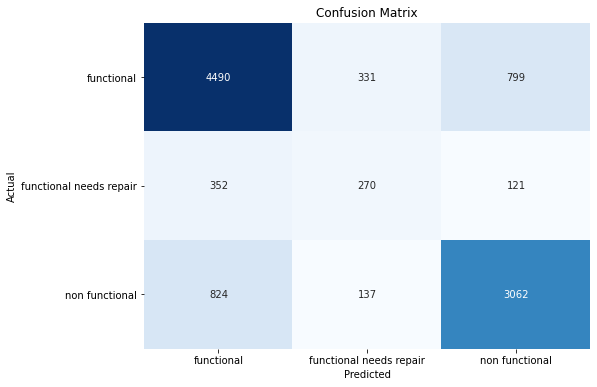 Confusion Matrix
functional 4490 331 799
functional needs repair 352 270 121
non functional 824 137 3062
functional functional needs repair non functional
Predicted
Actual